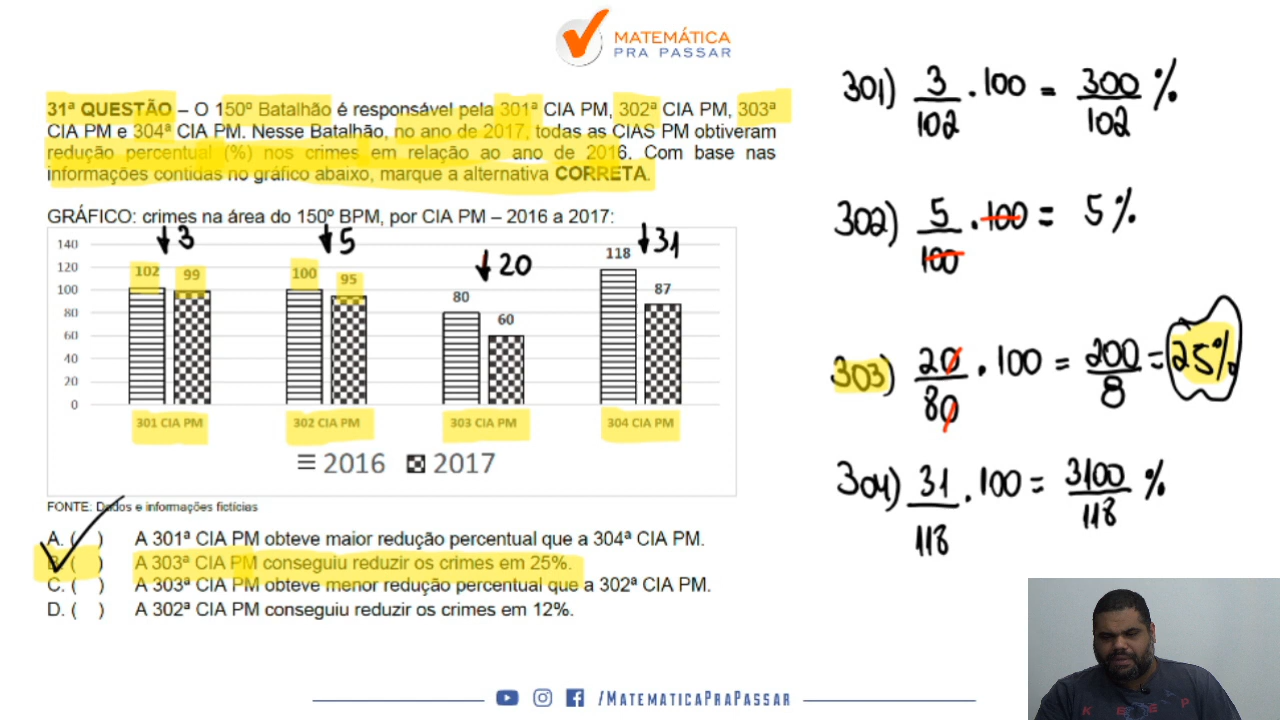 MATEMÁTICA
PRA PASSAR
31ª QUESTÃO – O 150º Batalhão é responsável pela 301ª CIA PM, 302ª CIA PM, 303ª
CIA PM e 304ª CIA PM. Nesse Batalhão, no ano de 2017, todas as CIAS PM obtiveram
redução percentual (%) nos crimes em relação ao ano de 2016. Com base nas
informações contidas no gráfico abaixo, marque a alternativa CORRETA.
GRÁFICO: crimes na área do 150º BPM, por CIA PM – 2016 a 2017:
↓3 ↓5 ↓20 ↓31
140
120
100
80
60
40
20
0
102 99 100 95 80 60 118 87
301 CIA PM 302 CIA PM 303 CIA PM 304 CIA PM
2016 2017
FONTE: Dados e informações fictícias
A. ( ) A 301ª CIA PM obteve maior redução percentual que a 304ª CIA PM.
B. ( ) A 303ª CIA PM conseguiu reduzir os crimes em 25%.
C. ( ) A 303ª CIA PM obteve menor redução percentual que a 302ª CIA PM.
D. ( ) A 302ª CIA PM conseguiu reduzir os crimes em 12%.
301) 3/102 . 100 = 300/102 %
302) 5/100 . 100 = 5%
303) 20/80 . 100 = 200/8 = 25%
304) 31/118 . 100 = 3100/118 %
K E E P
/MATEMATICAPRAPASSAR